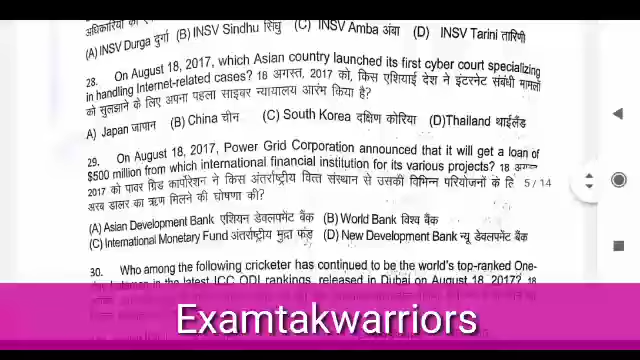 (A) INSV Durga दुर्गा (B) INSV Sindhu सिंधु (C) INSV Amba अंबा (D) INSV Tarini तारिणी
28. On August 18, 2017, which Asian country launched its first cyber court specializing
in handling Internet-related cases? 18 अगस्त, 2017 को, किस एशियाई देश ने इंटरनेट संबंधी मामलों
को सुलझाने के लिए अपना पहला साइबर न्यायालय आरंभ किया है?
A) Japan जापान (B) China चीन (C) South Korea दक्षिण कोरिया (D)Thailand थाईलैंड
29. On August 18, 2017, Power Grid Corporation announced that it will get a loan of
$500 million from which international financial institution for its various projects? 18 अगस्त
2017 को पावर ग्रिड कार्पोरेशन ने किस अंतर्राष्ट्रीय वित्त संस्थान से उसकी विभिन्न परियोजनों के 5 / 14
अरब डालर का ऋण मिलने की घोषणा की?
(A) Asian Development Bank एशियन डेवलपमेंट बैंक (B) World Bank विश्व बैंक
(C) International Monetary Fund अंतर्राष्ट्रीय मुद्रा फंड (D) New Development Bank न्यू डेवलपमेंट बैंक
30. Who among the following cricketer has continued to be the world's top-ranked One-
in the latest ICC ODI rankings, released in Dubai on August 18, 2017? 18
Examtakwarriors